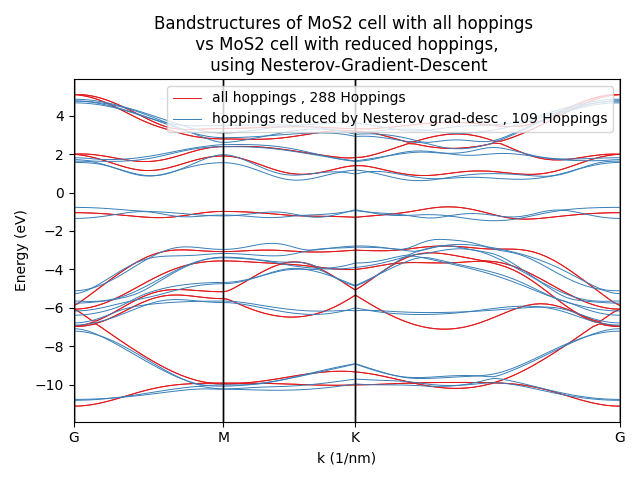 Bandstructures of MoS2 cell with all hoppings
vs MoS2 cell with reduced hoppings,
using Nesterov-Gradient-Descent
all hoppings , 288 Hoppings
hoppings reduced by Nesterov grad-desc , 109 Hoppings
Energy (eV)
4
2
0
−2
−4
−6
−8
−10
G
M
K
G
k (1/nm)